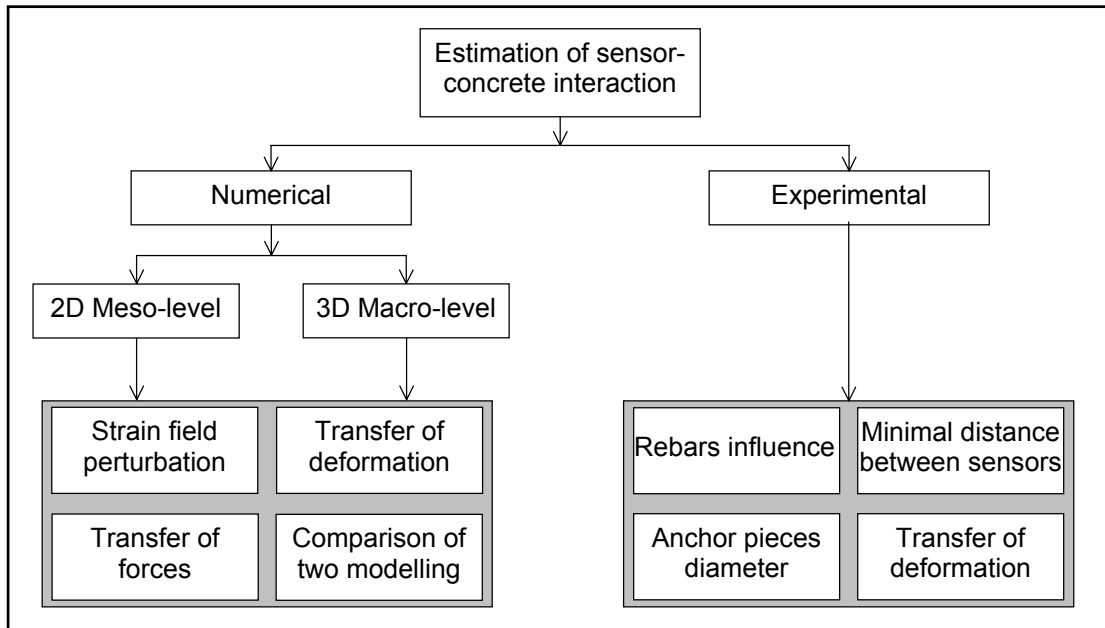 Estimation of sensor-
concrete interaction
Numerical
Experimental
2D Meso-level
3D Macro-level
Strain field
perturbation
Transfer of
deformation
Transfer of
forces
Comparison of
two modelling
Rebars influence
Minimal distance
between sensors
Anchor pieces
diameter
Transfer of
deformation